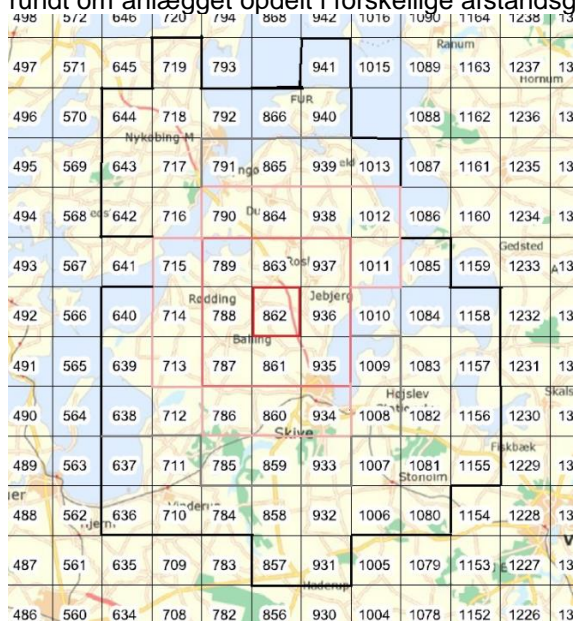 rundt om anlægget opdelt i forskellige afstandsg
498 572 646 720 794 868 942 1016 1090 1164 1238 13
Ranum
497 571 645 719 793 941 1015 1089 1163 1237 13
Hornum
FUR
496 570 644 718 792 866 940 1088 1162 1236 13
Nykøbing M
495 569 643 717 791 ngø 865 939 eld 1013 1087 1161 1235 13
494 568 eds 642 716 790 Du 864 938 1012 1086 1160 1234 13
Gedsted
493 567 641 715 789 863 Ros! 937 1011 1085 1159 1233 A 13
Rødding Jebjerg
492 566 640 714 788 862 936 1010 1084 1158 1232 13
Balling
491 565 639 713 787 861 935 1009 1083 1157 1231 13
Højslev Skals
490 564 638 712 786 860 934 1008 1082 1156 1230 13
Skive
Fiskbæk
489 563 637 711 785 859 933 1007 1081 1155 1229 13
er Stoholm
488 562 636 710 784 858 932 1006 1080 1154 1228 13
Hjerm Vinderup
V
487 561 635 709 783 857 931 1005 1079 1153 1227 13
Haderup
486 560 634 708 782 856 930 1004 1078 1152 1226 13